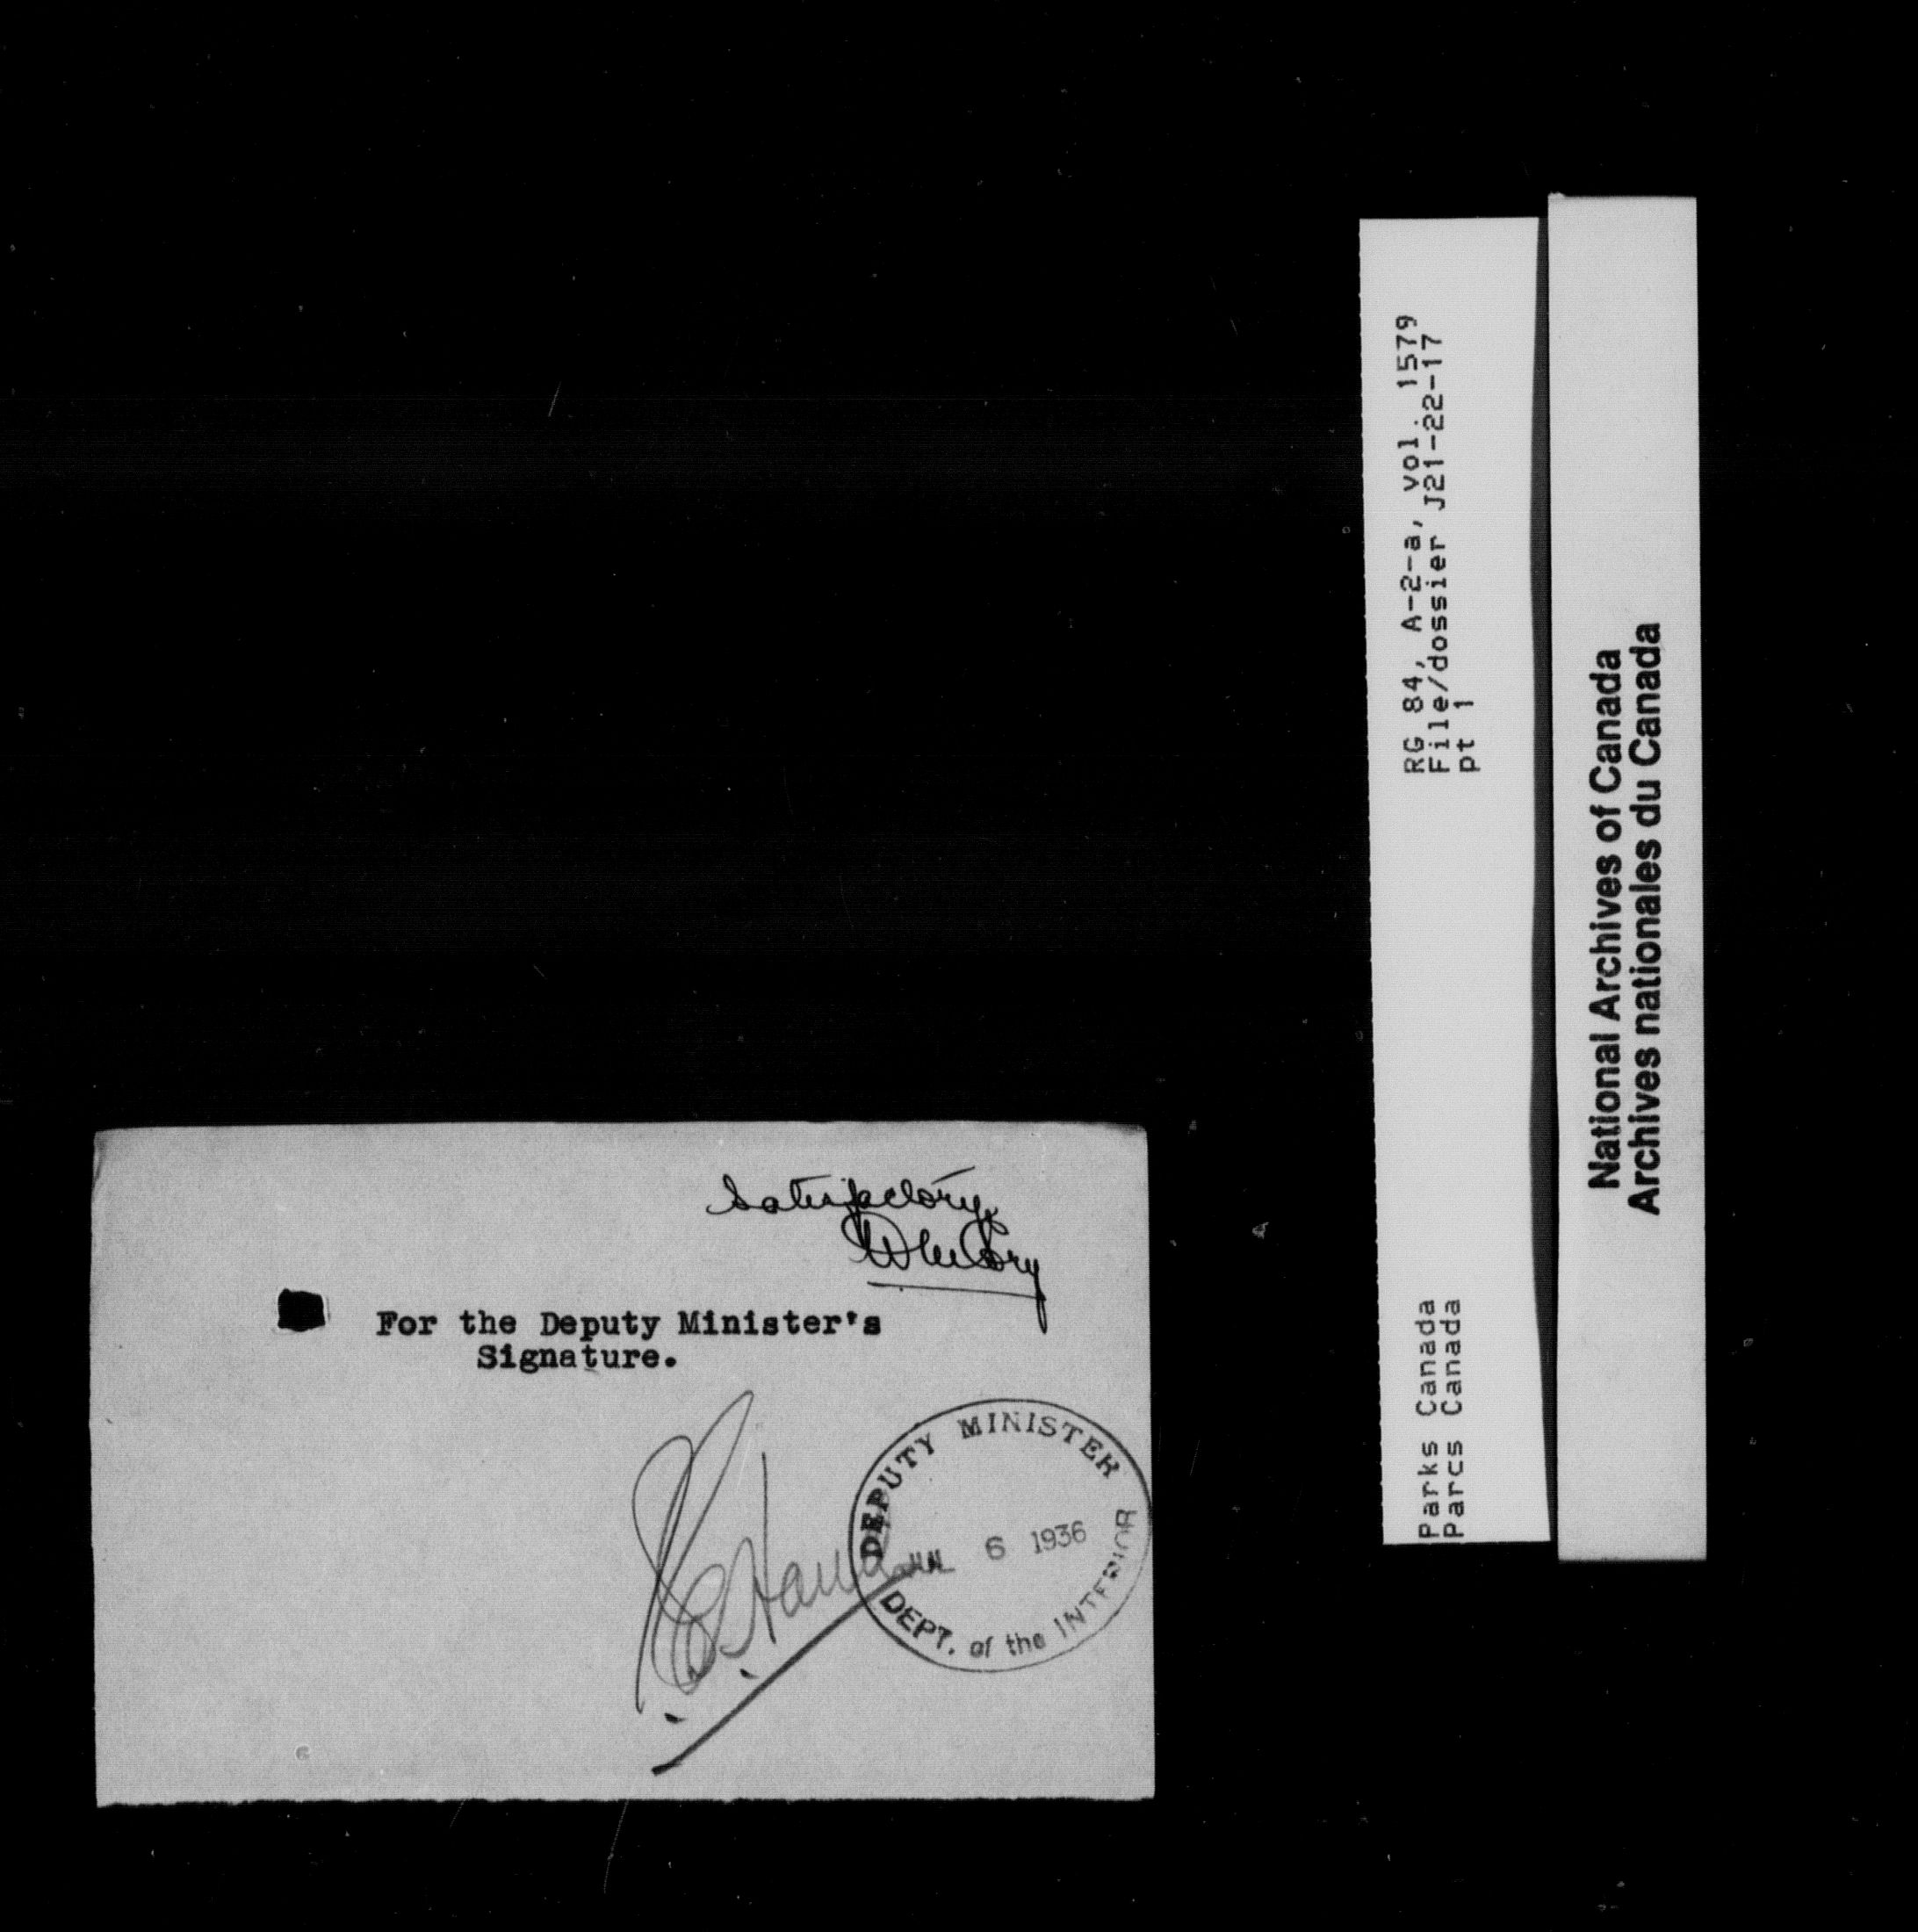 Satisfactory,
WWCory
For the Deputy Minister's
Signature.
DEPUTY MINISTER
6 1936
DEPT. of the INTERIOR
RG 84, A-2-a, vol. 1579
File/dossier J21-22-17
pt 1
Parks Canada
Parcs Canada
National Archives of Canada
Archives nationales du Canada